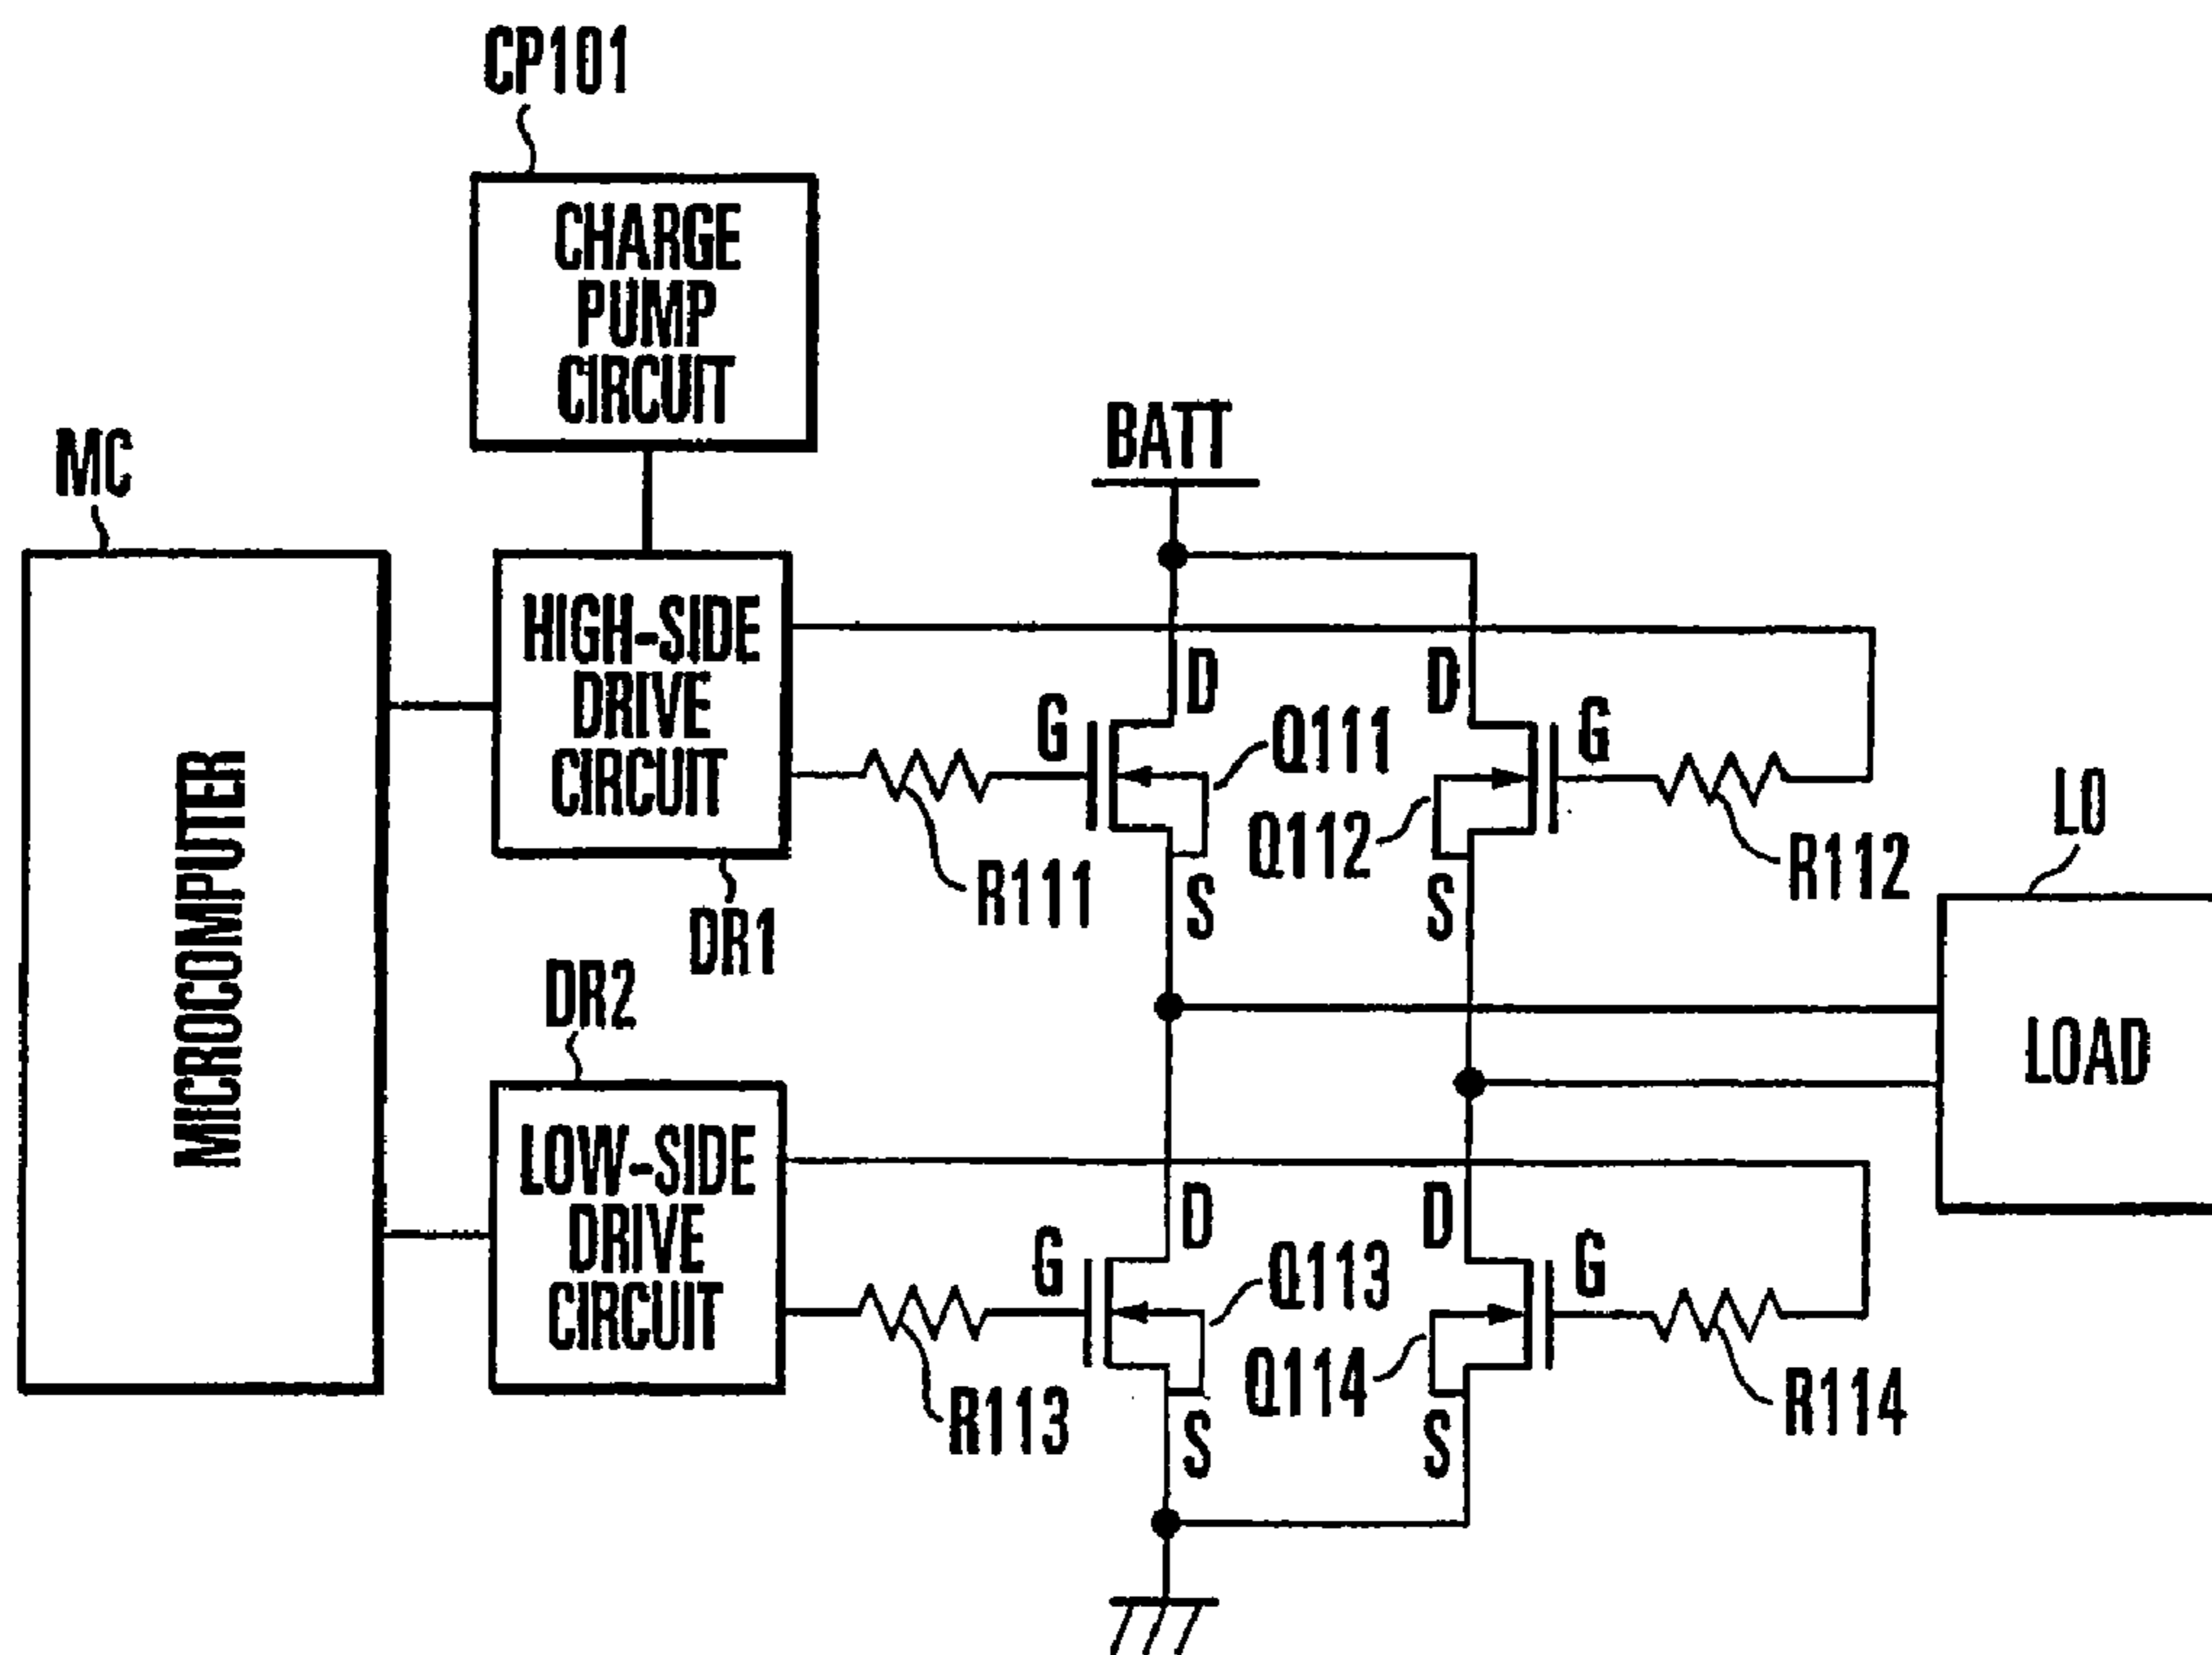 CP101
CHARGE
PUMP
CIRCUIT
MC
MICROCOMPUTER
HIGH-SIDE
DRIVE
CIRCUIT
DR1
DR2
LOW-SIDE
DRIVE
CIRCUIT
BATT
D
D
G
G
Q111
Q112
R111
R112
S
S
LO
LOAD
D
D
G
G
Q113
Q114
R113
R114
S
S